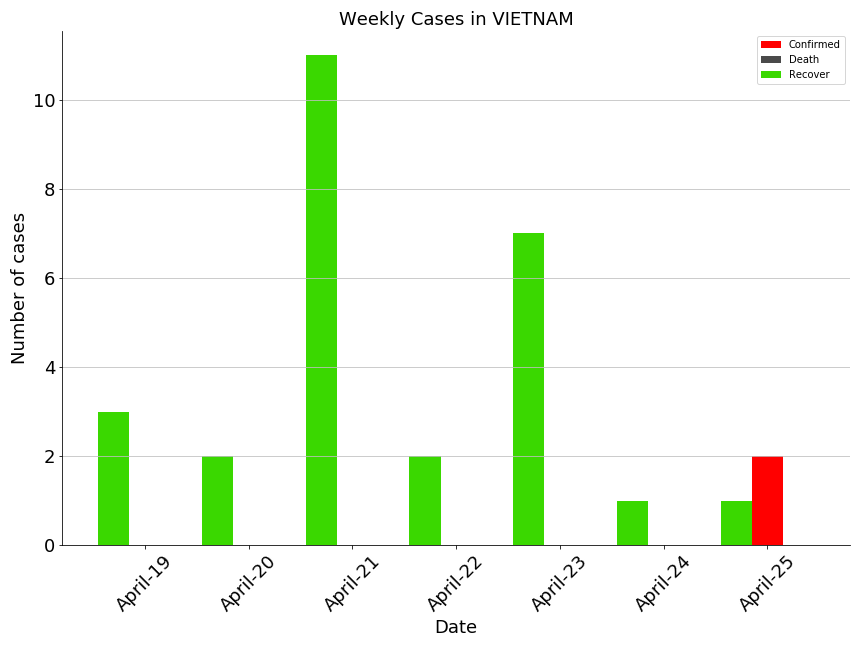 Weekly Cases in VIETNAM
Confirmed
Death
Recover
Number of cases
10
8
6
4
2
0
April-19
April-20
April-21
April-22
April-23
April-24
April-25
Date